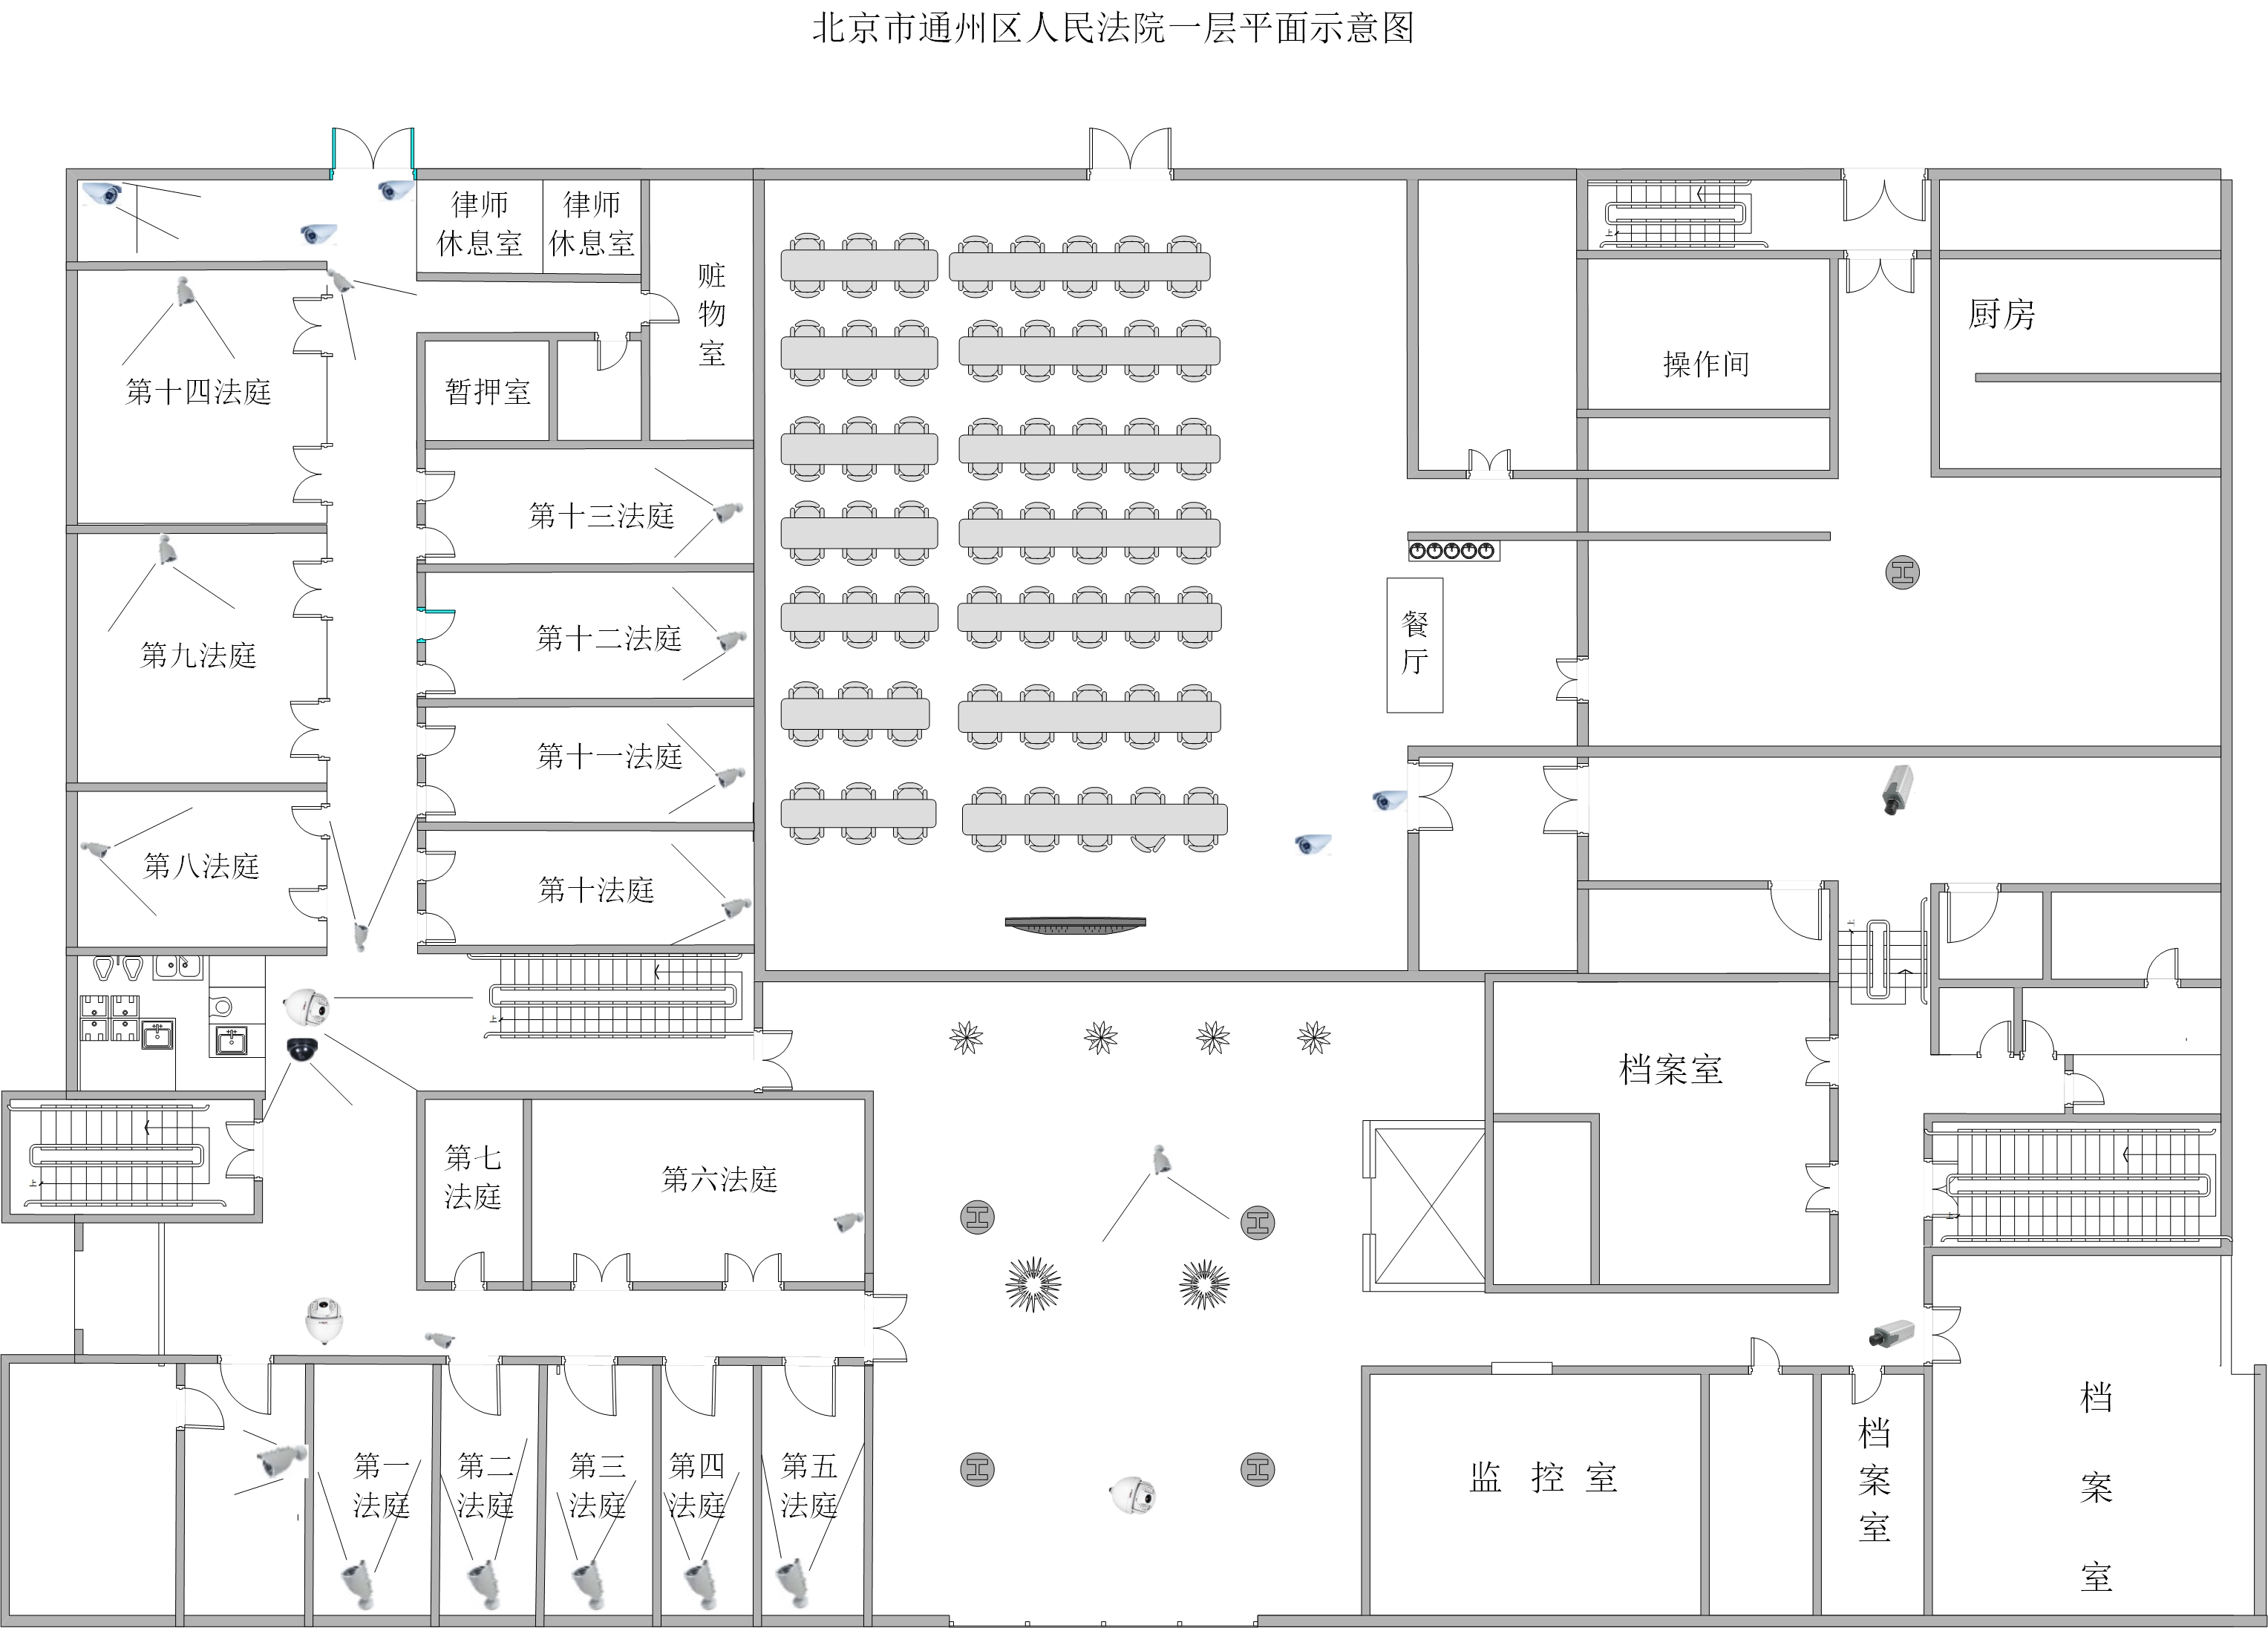 北京市通州区人民法院一层平面示意图
律师
休息室
律师
休息室
赃
物
室
厨房
操作间
第十四法庭
暂押室
第十三法庭
餐
厅
第十二法庭
第九法庭
第十一法庭
第八法庭
第十法庭
上
上
上
档案室
第七
法庭
第六法庭
上
上
档
案
室
档
案
室
监 控 室
第一
法庭
第二
法庭
第三
法庭
第四
法庭
第五
法庭